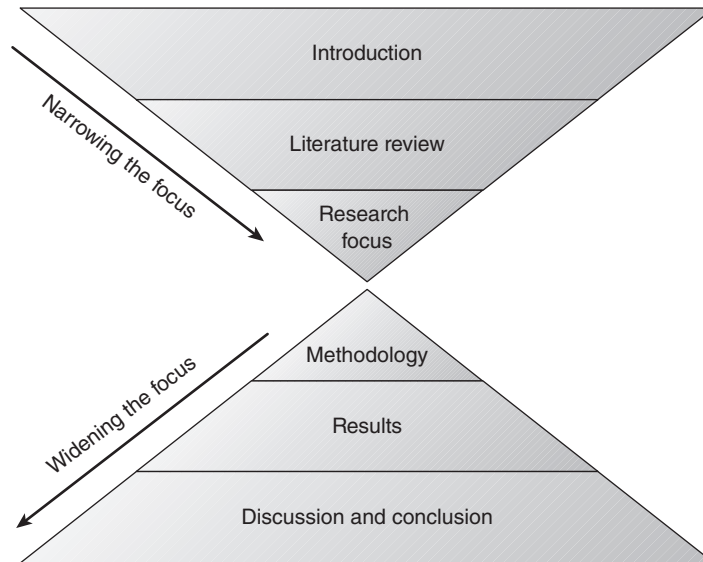 Introduction
Narrowing the focus
Literature review
Research
focus
Methodology
Widening the focus
Results
Discussion and conclusion